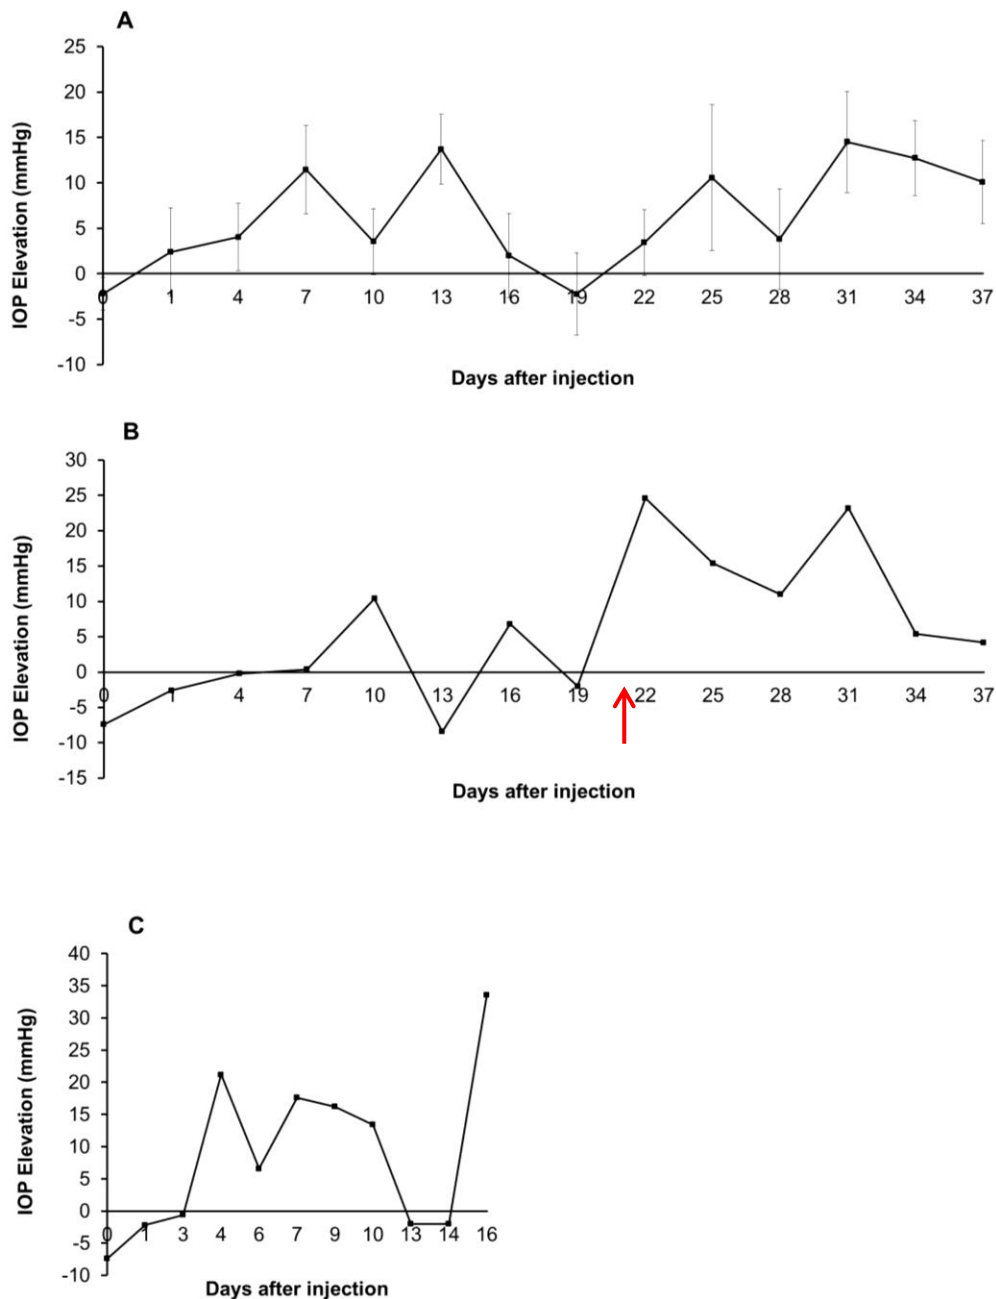 A
25
20
15
10
5
0
-5
-10
IOP Elevation (mmHg)
0 1 4 7 10 13 16 19 22 25 28 31 34 37
Days after injection
B
30
25
20
15
10
5
0
-5
-10
-15
IOP Elevation (mmHg)
0 1 4 7 10 13 16 19 22 25 28 31 34 37
Days after injection
C
40
35
30
25
20
15
10
5
0
-5
-10
IOP Elevation (mmHg)
0 1 3 4 6 7 9 10 13 14 16
Days after injection